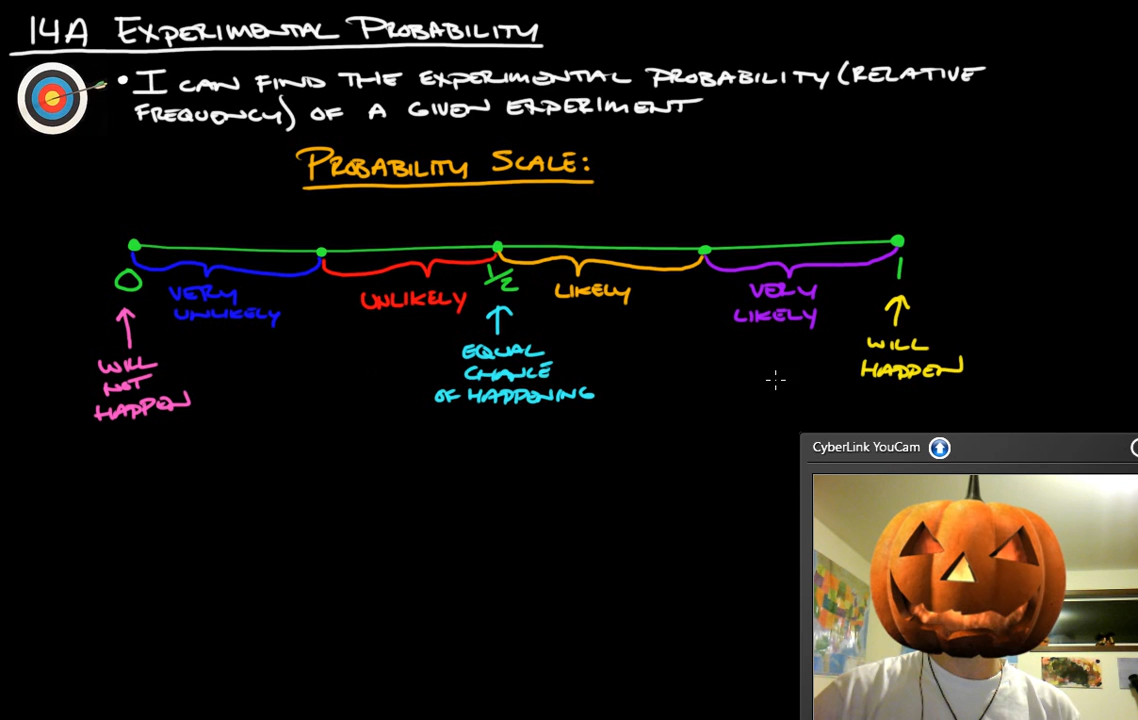 14A EXPERIMENTAL PROBABILITY
• I CAN FIND THE EXPERIMENTAL PROBABILITY (RELATIVE
FREQUENCY) OF A GIVEN EXPERIMENT
PROBABILITY SCALE:
0
1/2
1
VERY
UNLIKELY
UNLIKELY
LIKELY
VERY
LIKELY
WILL
NOT
HAPPEN
EQUAL
CHANCE
OF HAPPENING
WILL
HAPPEN
CyberLink YouCam